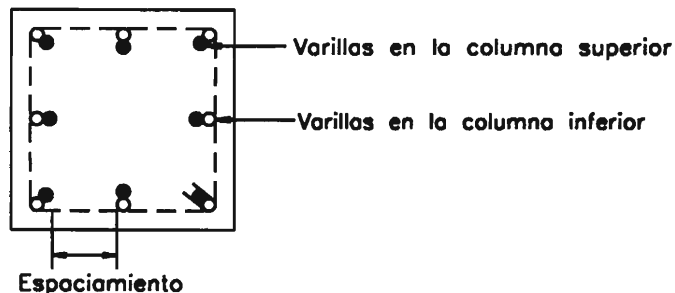 Varillas en la columna superior
Varillas en la columna inferior
Espaciamiento